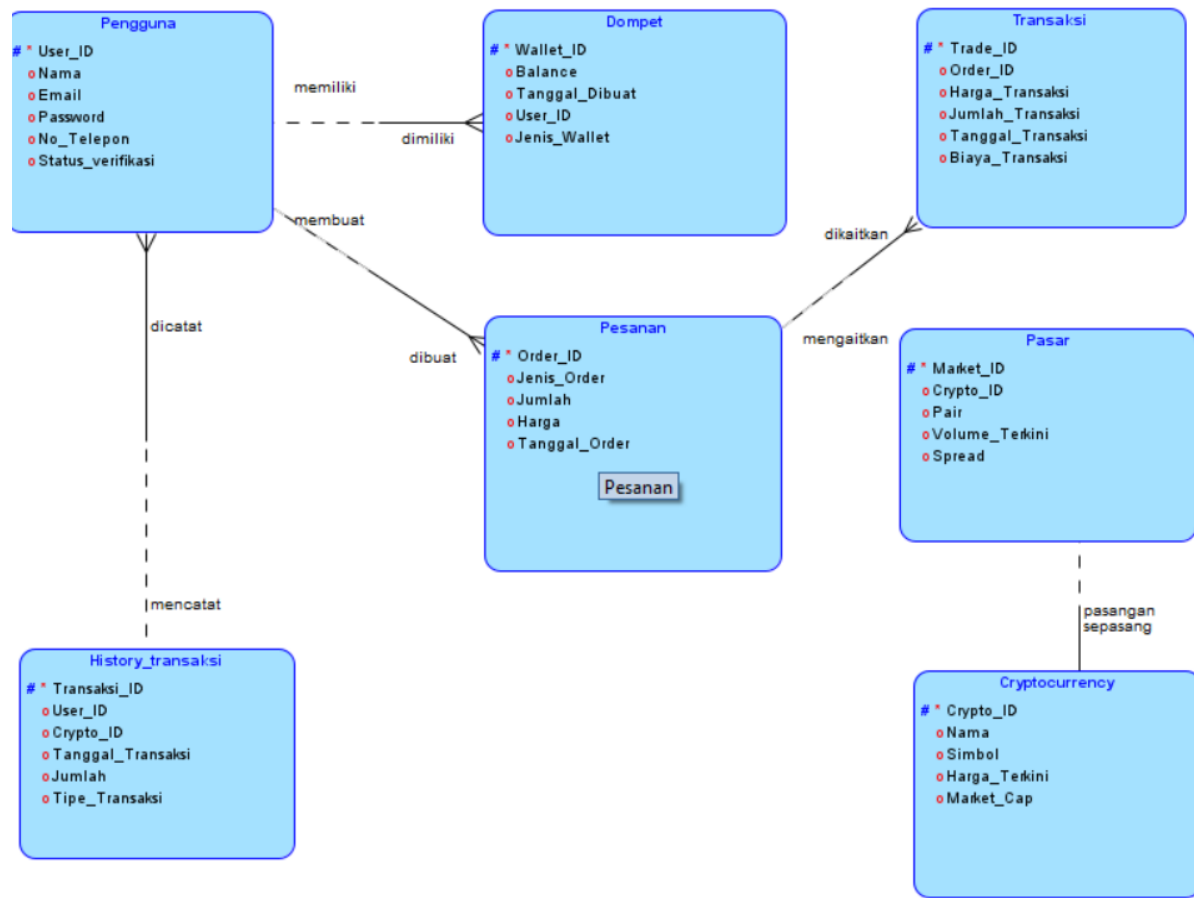 Pengguna
# * User_ID
o Nama
o Email
o Password
o No_Telepon
o Status_verifikasi
memiliki
dimiliki
Dompet
# * Wallet_ID
o Balance
o Tanggal_Dibuat
o User_ID
o Jenis_Wallet
Transaksi
# * Trade_ID
o Order_ID
o Harga_Transaksi
o Jumlah_Transaksi
o Tanggal_Transaksi
o Biaya_Transaksi
membuat
dibuat
dikaitkan
mengaitkan
Pesanan
# * Order_ID
o Jenis_Order
o Jumlah
o Harga
o Tanggal_Order
Pesanan
Pasar
# * Market_ID
o Crypto_ID
o Pair
o Volume_Terkini
o Spread
dicatat
mencatat
pasangan
sepasang
History_transaksi
# * Transaksi_ID
o User_ID
o Crypto_ID
o Tanggal_Transaksi
o Jumlah
o Tipe_Transaksi
Cryptocurrency
# * Crypto_ID
o Nama
o Simbol
o Harga_Terkini
o Market_Cap